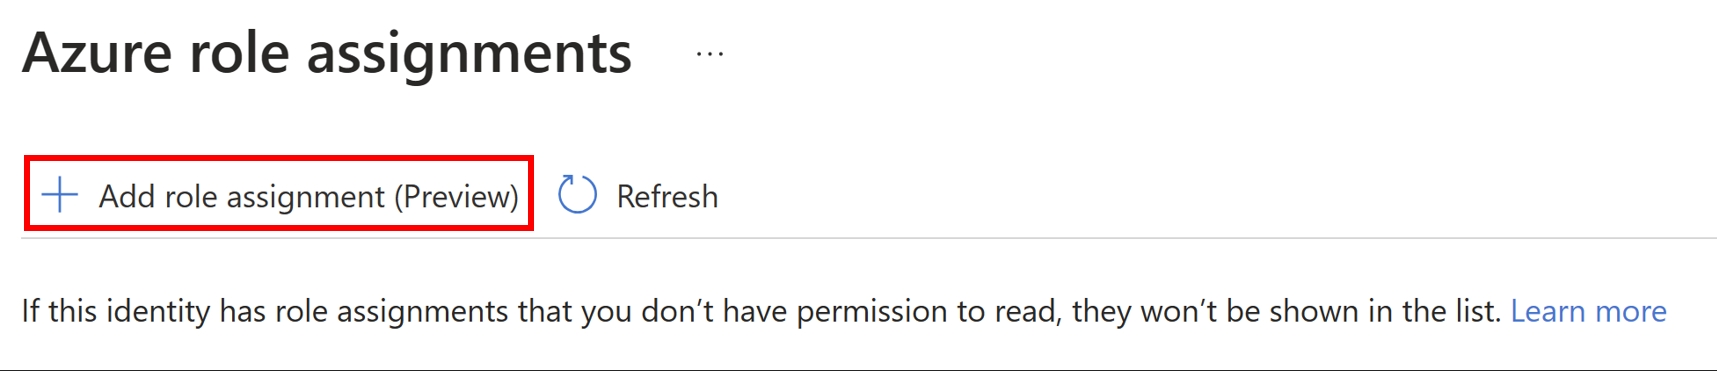 Azure role assignments ...
Add role assignment (Preview) Refresh
If this identity has role assignments that you don’t have permission to read, they won’t be shown in the list. Learn more